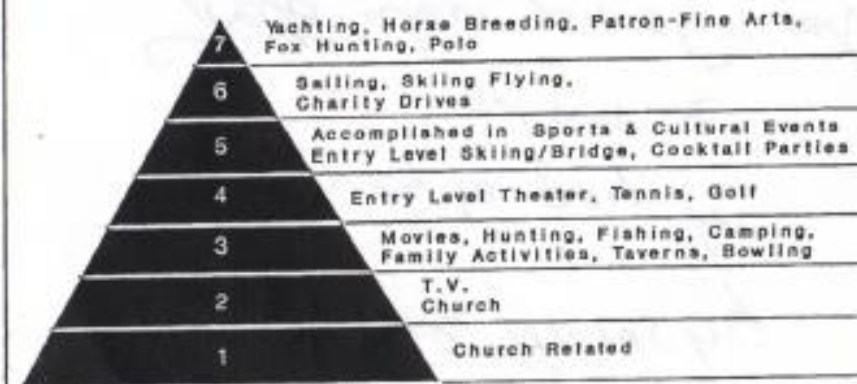 7
Yachting, Horse Breeding, Patron-Fine Arts,
Fox Hunting, Polo
6
Sailing, Skiing Flying,
Charity Drives
5
Accomplished in Sports & Cultural Events
Entry Level Skiing/Bridge, Cocktail Parties
4
Entry Level Theater, Tennis, Golf
3
Movies, Hunting, Fishing, Camping,
Family Activities, Taverns, Bowling
2
T.V.
Church
1
Church Related